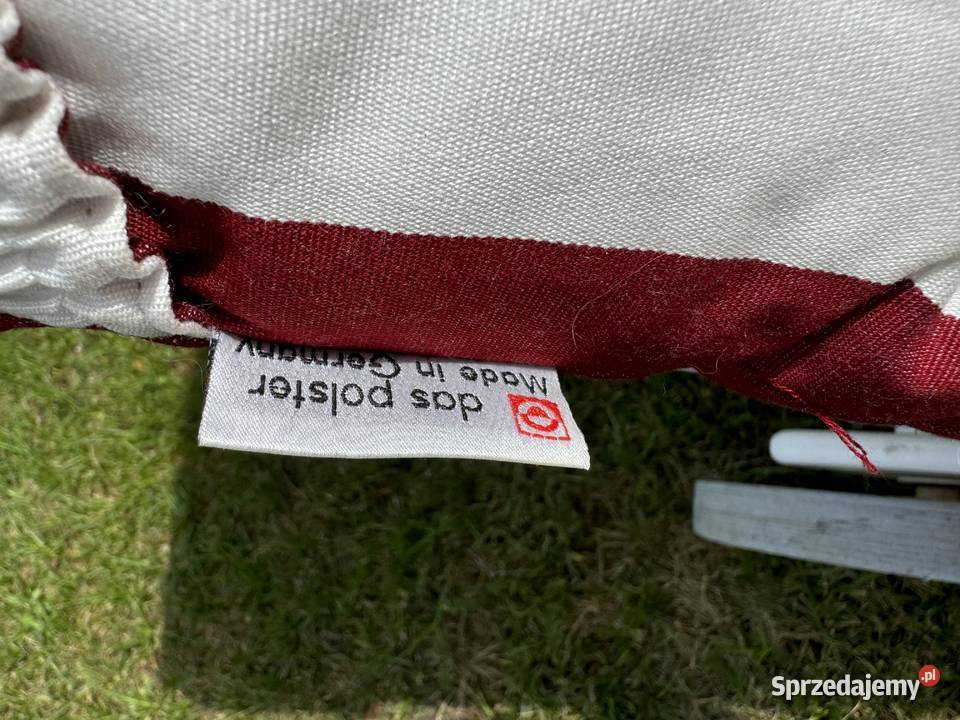 das polster
Made in Germany
Sprzedajemy.pl